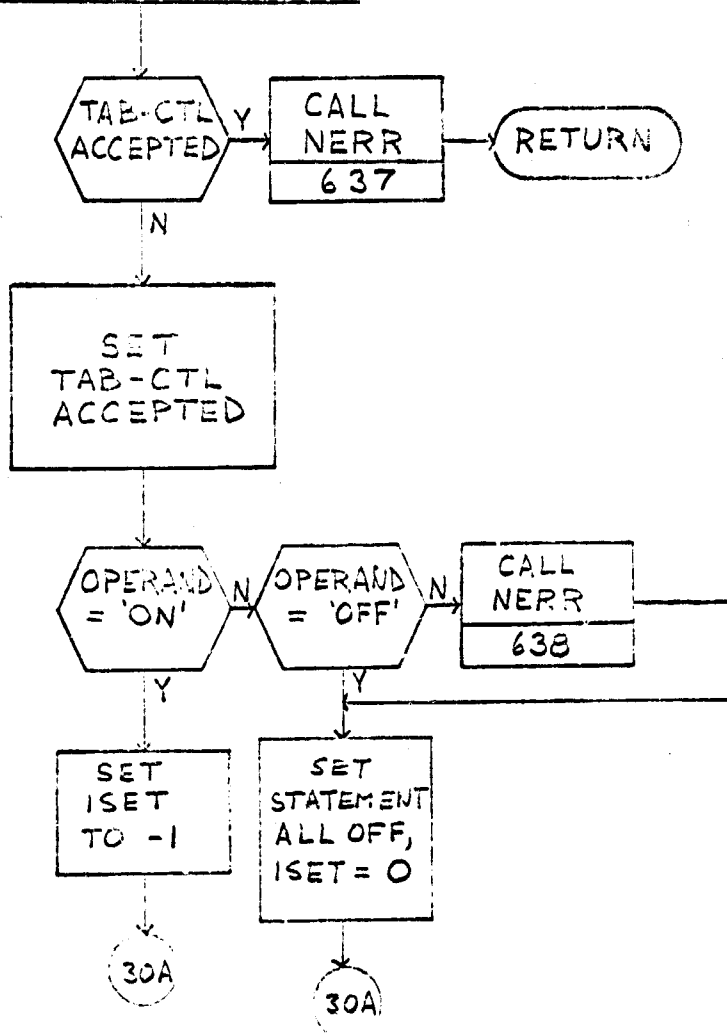 TAB-CTL
ACCEPTED
Y
CALL
NERR
637
RETURN
N
SET
TAB-CTL
ACCEPTED
OPERAND
= 'ON'
N
OPERAND
= 'OFF'
N
CALL
NERR
638
Y
Y
SET
ISET
TO -1
SET
STATEMENT
ALL OFF,
ISET = 0
30A
30A